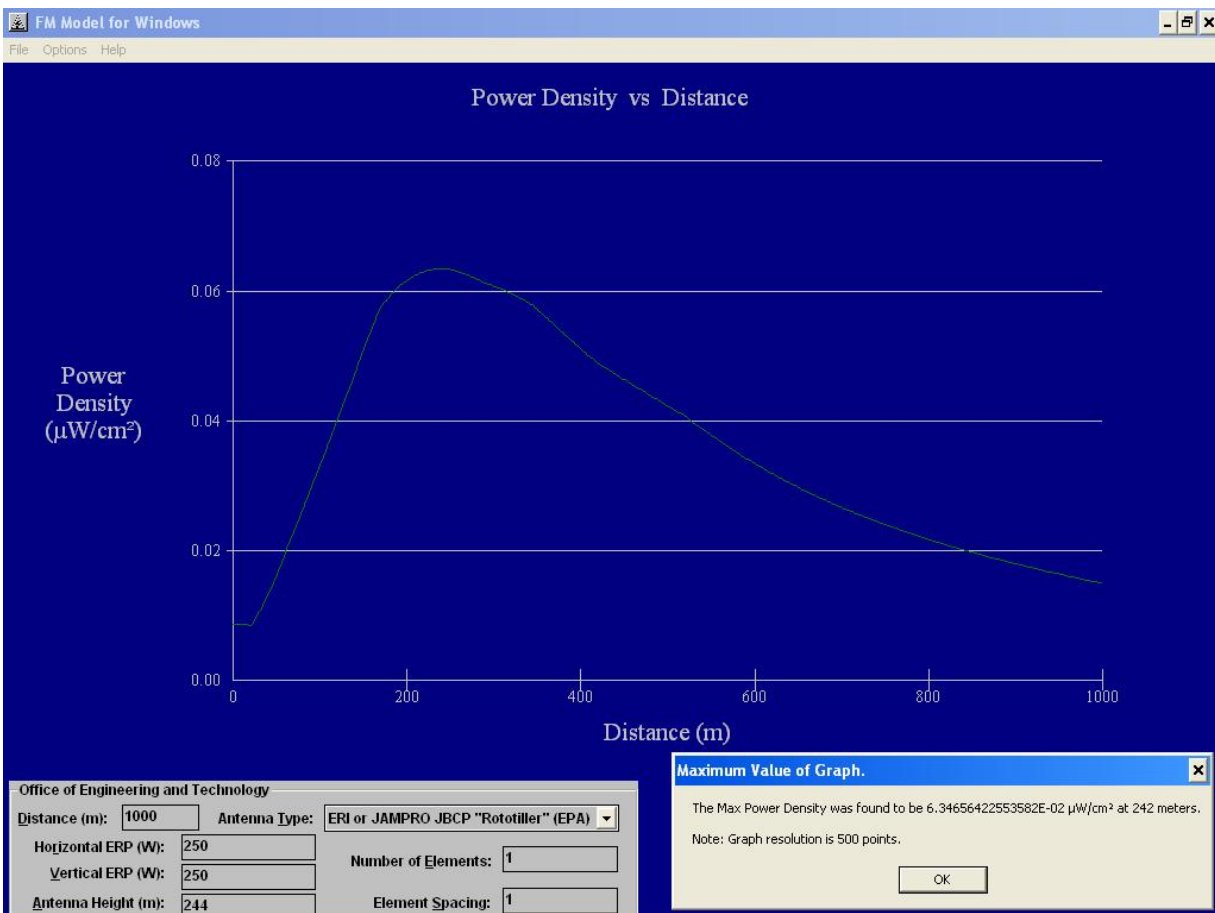 FM Model for Windows
File Options Help
Power Density vs Distance
0.08
0.06
0.04
0.02
0.00
Power
Density
(µW/cm²)
0 200 400 600 800 1000
Distance (m)
Office of Engineering and Technology
Distance (m): 1000 Antenna Type: ERI or JAMPRO JBCP "Rototiller" (EPA)
Horizontal ERP (W): 250
Vertical ERP (W): 250
Number of Elements: 1
Antenna Height (m): 244
Element Spacing: 1
Maximum Value of Graph.
The Max Power Density was found to be 6.34656422553582E-02 µW/cm² at 242 meters.
Note: Graph resolution is 500 points.
OK